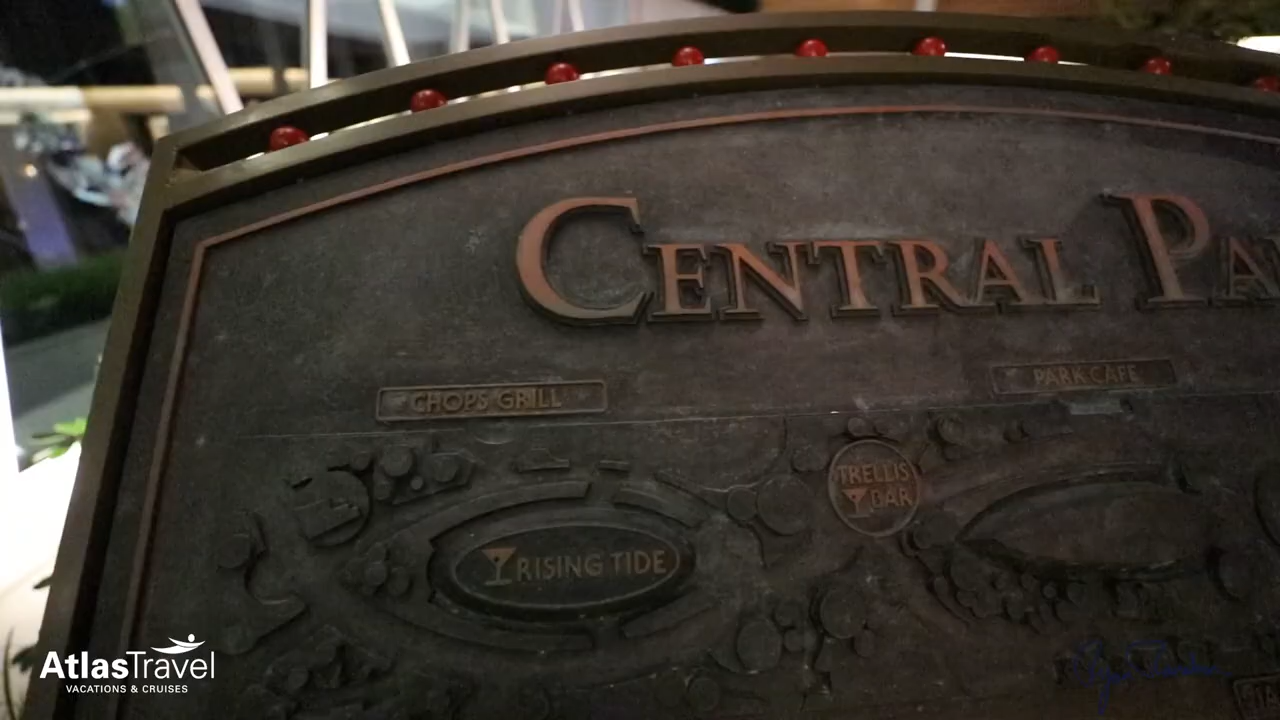 CENTRAL PA
CHOPS GRILL
PARK CAFE
TRELLIS
BAR
RISING TIDE
AtlasTravel
VACATIONS & CRUISES